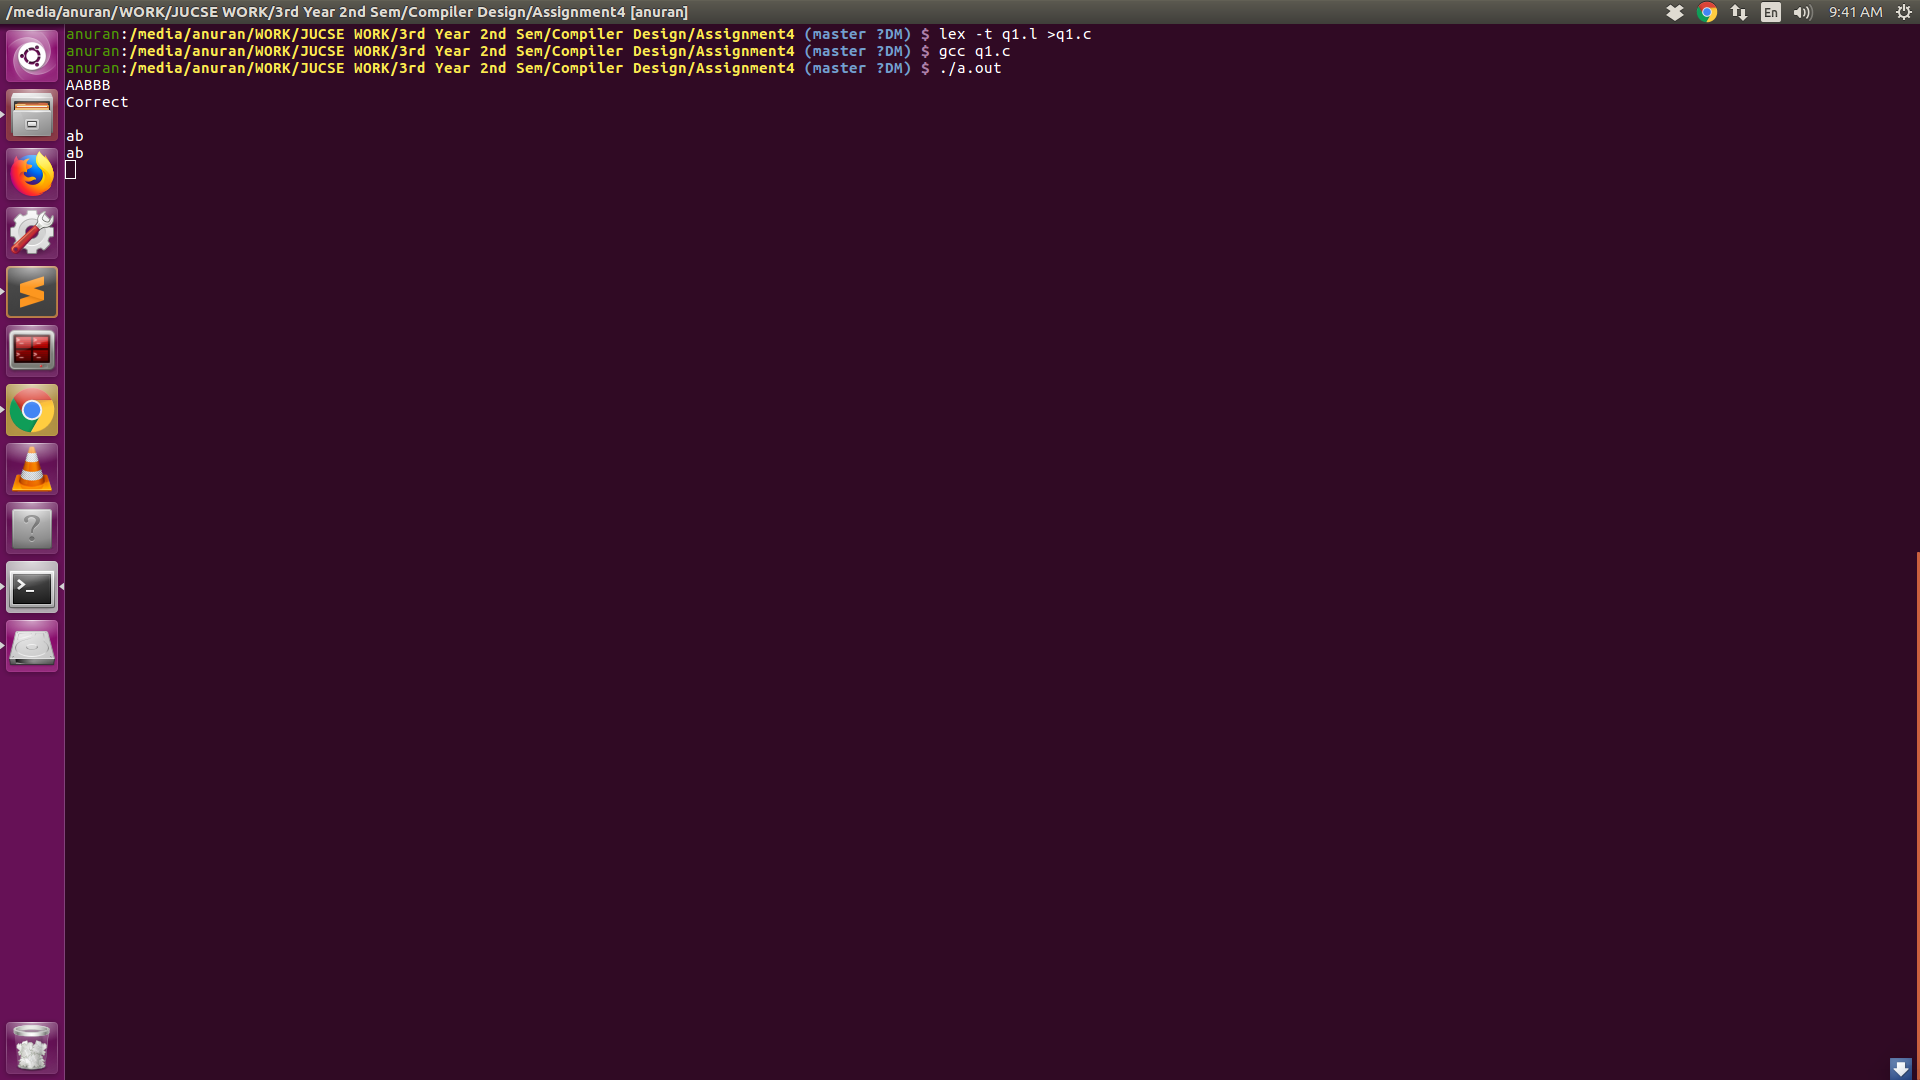 /media/anuran/WORK/JUCSE WORK/3rd Year 2nd Sem/Compiler Design/Assignment4 [anuran]
En
9:41 AM
anuran:/media/anuran/WORK/JUCSE WORK/3rd Year 2nd Sem/Compiler Design/Assignment4 (master ?DM) $ lex -t q1.l >q1.c
anuran:/media/anuran/WORK/JUCSE WORK/3rd Year 2nd Sem/Compiler Design/Assignment4 (master ?DM) $ gcc q1.c
anuran:/media/anuran/WORK/JUCSE WORK/3rd Year 2nd Sem/Compiler Design/Assignment4 (master ?DM) $ ./a.out
AABBB
Correct
ab
ab